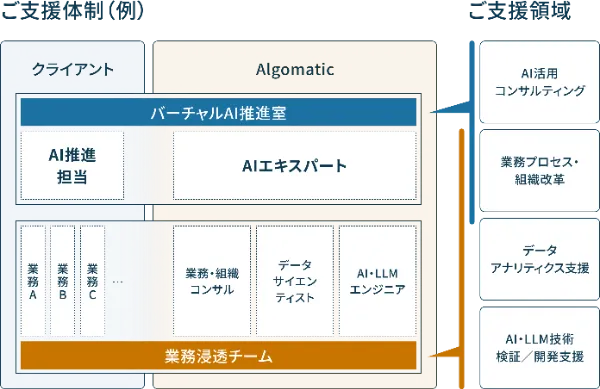 ご支援体制（例）
ご支援領域
クライアント
Algomatic
バーチャルAI推進室
AI推進
担当
AIエキスパート
業務A
業務B
業務C
…
業務・組織
コンサル
データ
サイエン
ティスト
AI・LLM
エンジニア
業務浸透チーム
AI活用
コンサルティング
業務プロセス・
組織改革
データ
アナリティクス支援
AI・LLM技術
検証／開発支援